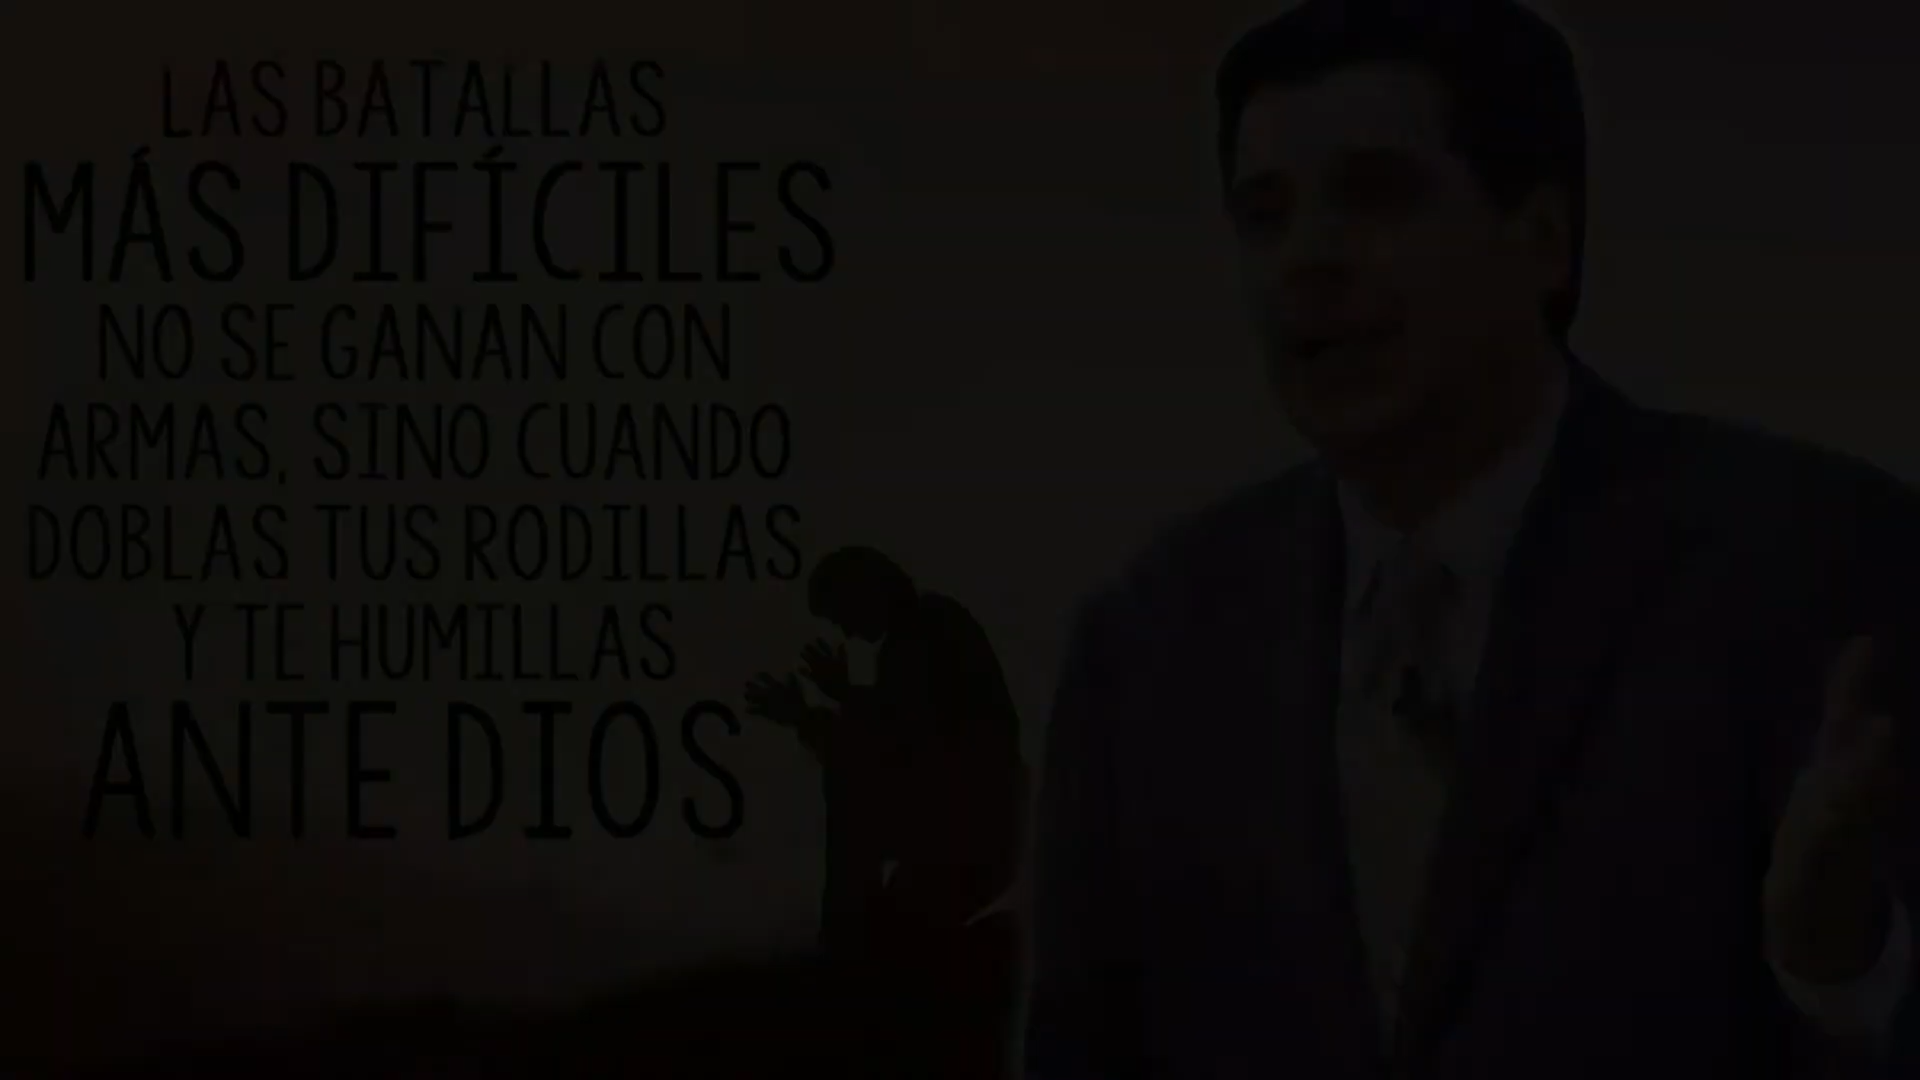 LAS BATALLAS
MÁS DIFÍCILES
NO SE GANAN CON
ARMAS, SINO CUANDO
DOBLAS TUS RODILLAS
Y TE HUMILLAS
ANTE DIOS